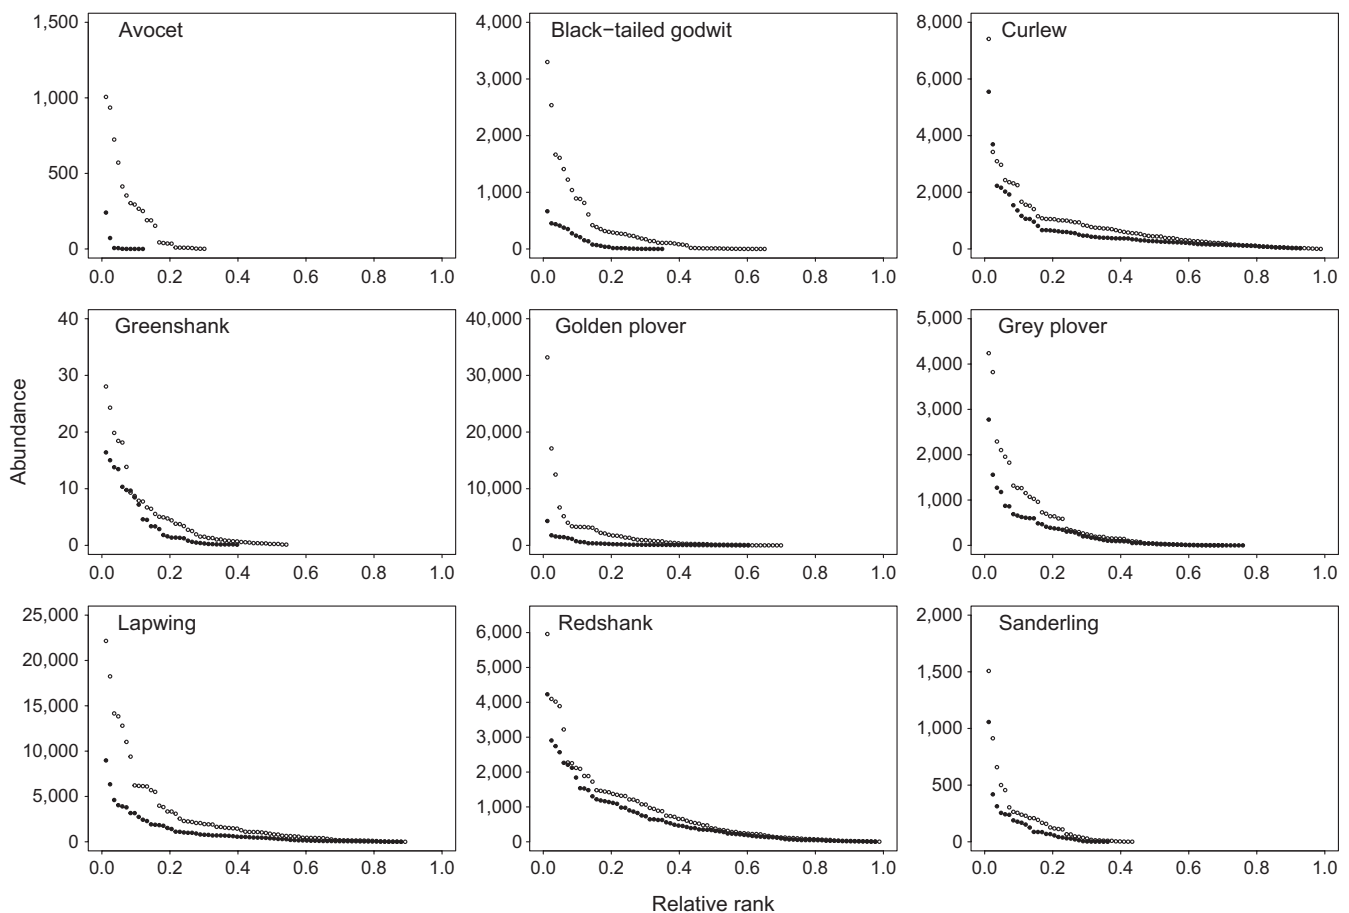 Avocet
1,500
1,000
500
0
0.0 0.2 0.4 0.6 0.8 1.0
Black−tailed godwit
4,000
3,000
2,000
1,000
0
0.0 0.2 0.4 0.6 0.8 1.0
Curlew
8,000
6,000
4,000
2,000
0
0.0 0.2 0.4 0.6 0.8 1.0
Abundance
Greenshank
40
30
20
10
0
0.0 0.2 0.4 0.6 0.8 1.0
Golden plover
40,000
30,000
20,000
10,000
0
0.0 0.2 0.4 0.6 0.8 1.0
Grey plover
5,000
4,000
3,000
2,000
1,000
0
0.0 0.2 0.4 0.6 0.8 1.0
Lapwing
25,000
20,000
15,000
10,000
5,000
0
0.0 0.2 0.4 0.6 0.8 1.0
Redshank
6,000
5,000
4,000
3,000
2,000
1,000
0
0.0 0.2 0.4 0.6 0.8 1.0
Sanderling
2,000
1,500
1,000
500
0
0.0 0.2 0.4 0.6 0.8 1.0
Relative rank